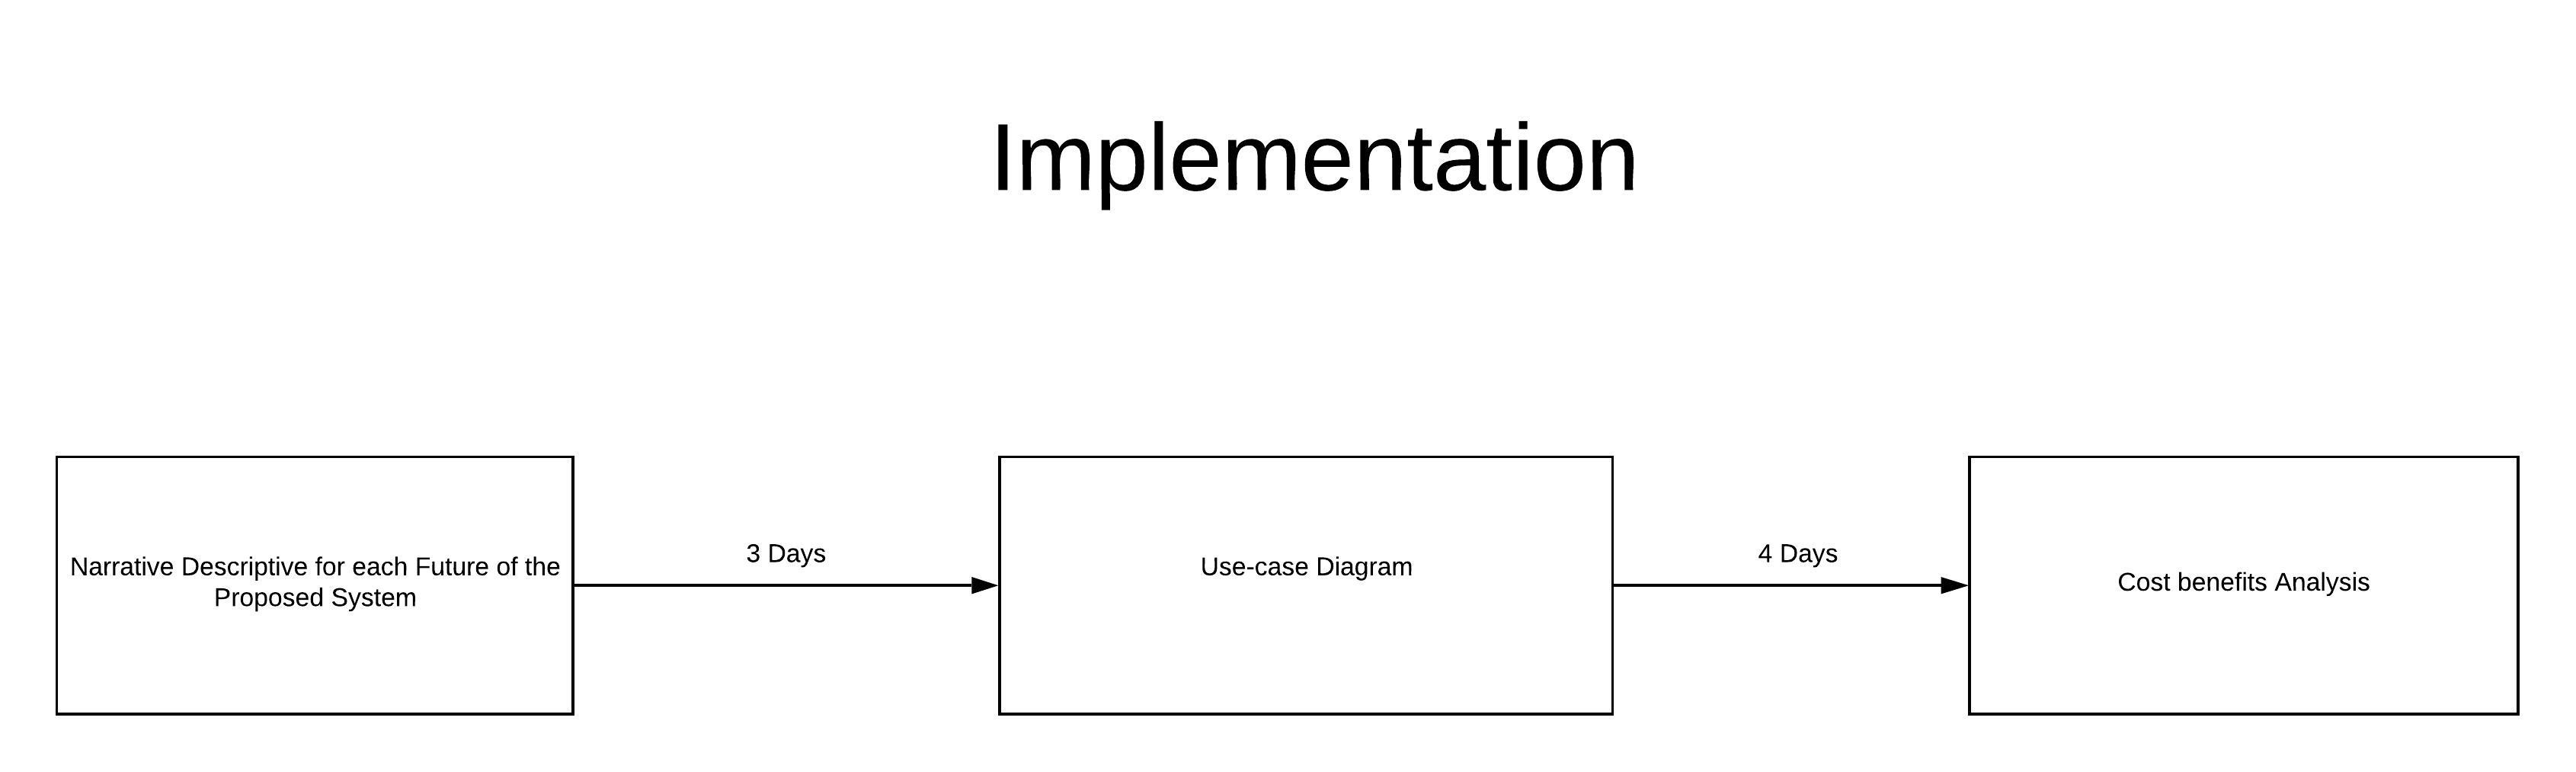 Implementation
Narrative Descriptive for each Future of the
Proposed System
3 Days
Use-case Diagram
4 Days
Cost benefits Analysis